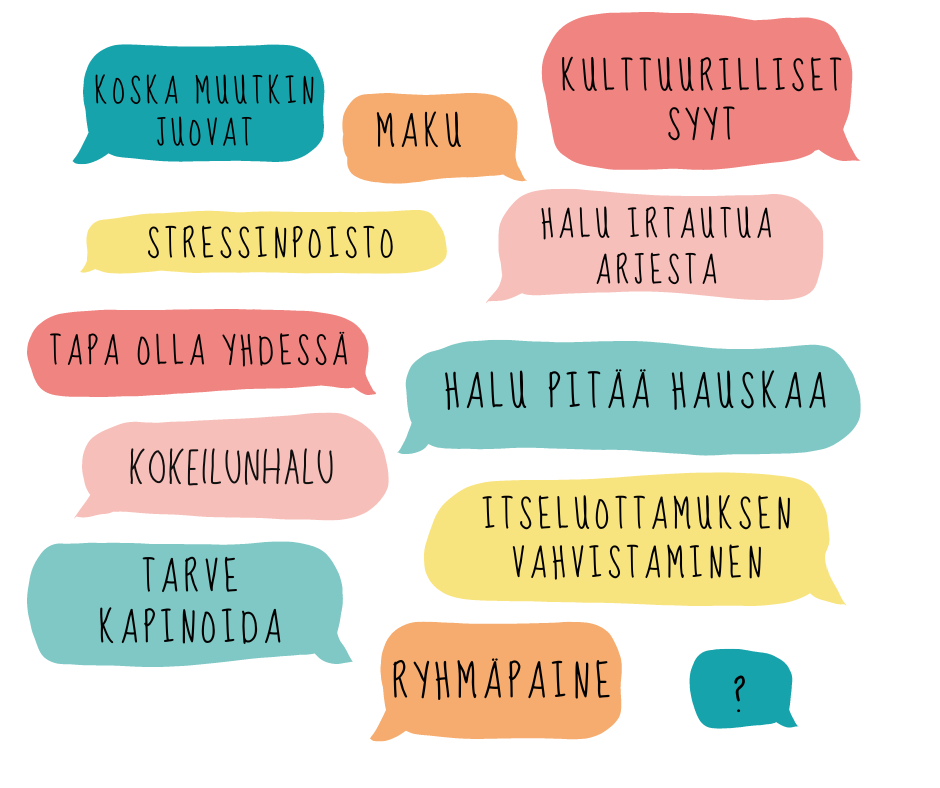 KOSKA MUUTKIN
JUOVAT
MAKU
KULTTUURILLISET
SYYT
STRESSINPOISTO
HALU IRTAUTUA
ARJESTA
TAPA OLLA YHDESSÄ
HALU PITÄÄ HAUSKAA
KOKEILUNHALU
ITSELUOTTAMUKSEN
VAHVISTAMINEN
TARVE
KAPINOIDA
RYHMÄPAINE
?